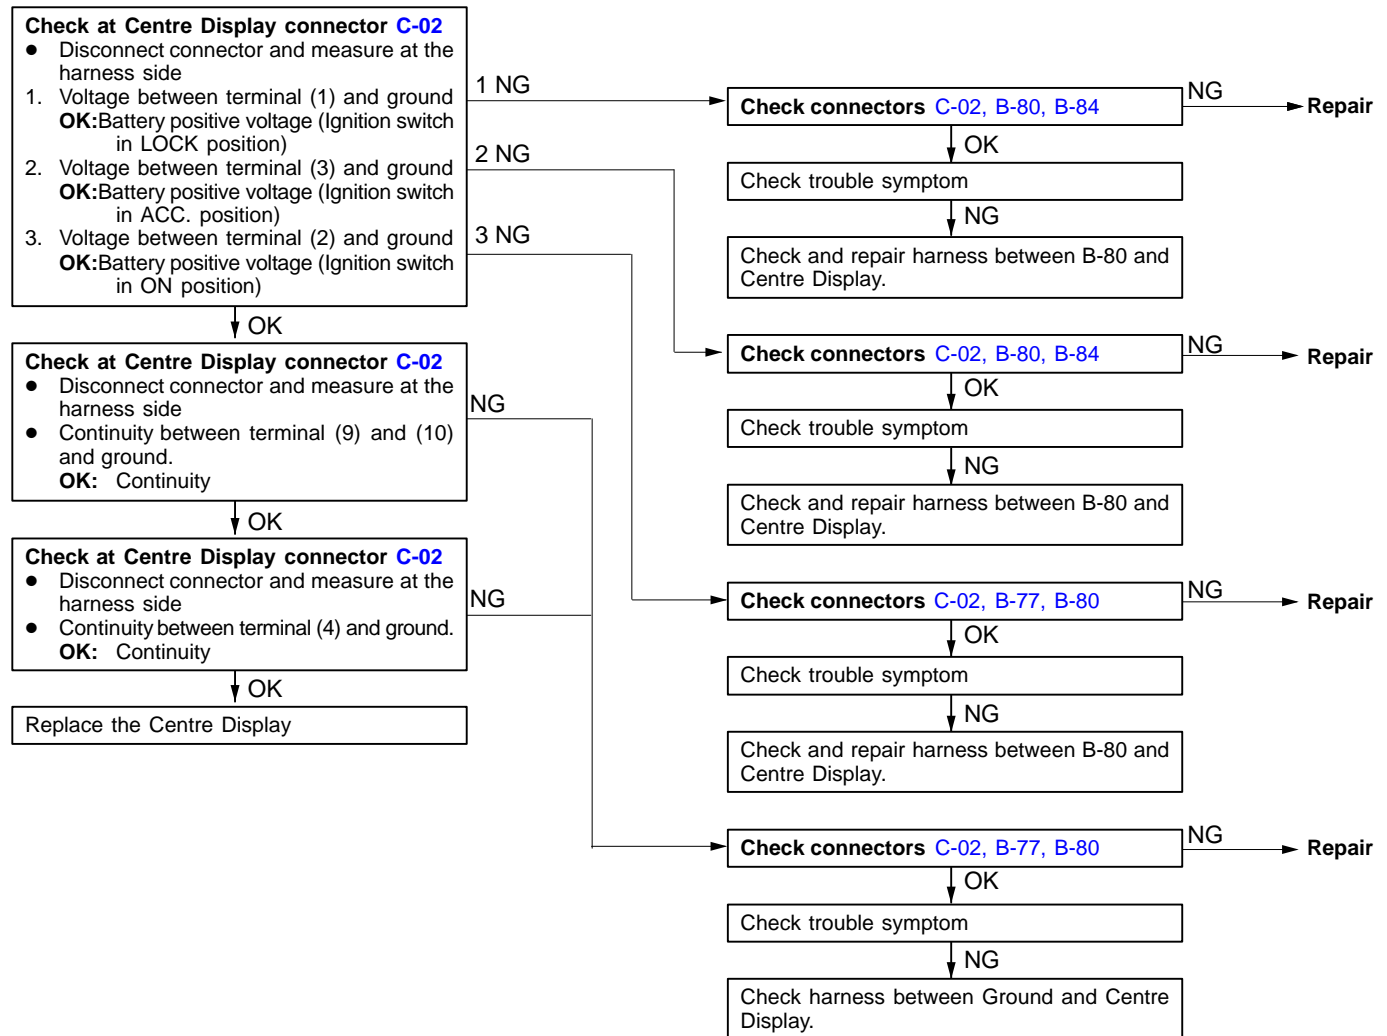 Check at Centre Display connector C-02
● Disconnect connector and measure at the
harness side
1. Voltage between terminal (1) and ground
OK:Battery positive voltage (Ignition switch
in LOCK position)
2. Voltage between terminal (3) and ground
OK:Battery positive voltage (Ignition switch
in ACC. position)
3. Voltage between terminal (2) and ground
OK:Battery positive voltage (Ignition switch
in ON position)
OK
Check at Centre Display connector C-02
● Disconnect connector and measure at the
harness side
● Continuity between terminal (9) and (10)
and ground.
OK: Continuity
OK
Check at Centre Display connector C-02
● Disconnect connector and measure at the
harness side
● Continuity between terminal (4) and ground.
OK: Continuity
OK
Replace the Centre Display
1 NG
2 NG
3 NG
NG
NG
Check connectors C-02, B-80, B-84
NG
Repair
OK
Check trouble symptom
NG
Check and repair harness between B-80 and
Centre Display.
Check connectors C-02, B-80, B-84
NG
Repair
OK
Check trouble symptom
NG
Check and repair harness between B-80 and
Centre Display.
Check connectors C-02, B-77, B-80
NG
Repair
OK
Check trouble symptom
NG
Check and repair harness between B-80 and
Centre Display.
Check connectors C-02, B-77, B-80
NG
Repair
OK
Check trouble symptom
NG
Check harness between Ground and Centre
Display.